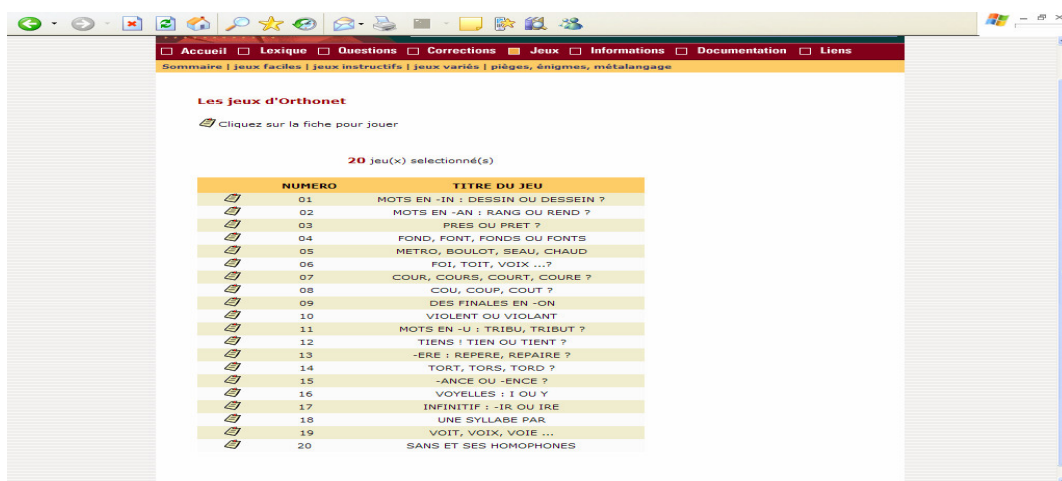 Accueil Lexique Questions Corrections Jeux Informations Documentation Liens
Sommaire | jeux faciles | jeux instructifs | jeux variés | pièges, énigmes, métalangage
Les jeux d'Orthonet
Cliquez sur la fiche pour jouer
20 jeu(x) selectionné(s)
NUMERO TITRE DU JEU
01 MOTS EN -IN : DESSIN OU DESSEIN ?
02 MOTS EN -AN : RANG OU REND ?
03 PRES OU PRET ?
04 FOND, FONT, FONDS OU FONTS
05 METRO, BOULOT, SEAU, CHAUD
06 FOI, TOIT, VOIX ...?
07 COUR, COURS, COURT, COURE ?
08 COU, COUP, COUT ?
09 DES FINALES EN -ON
10 VIOLENT OU VIOLANT
11 MOTS EN -U : TRIBU, TRIBUT ?
12 TIENS ! TIEN OU TIENT ?
13 -ERE : REPERE, REPAIRE ?
14 TORT, TORS, TORD ?
15 -ANCE OU -ENCE ?
16 VOYELLES : I OU Y
17 INFINITIF : -IR OU IRE
18 UNE SYLLABE PAR
19 VOIT, VOIX, VOIE ...
20 SANS ET SES HOMOPHONES